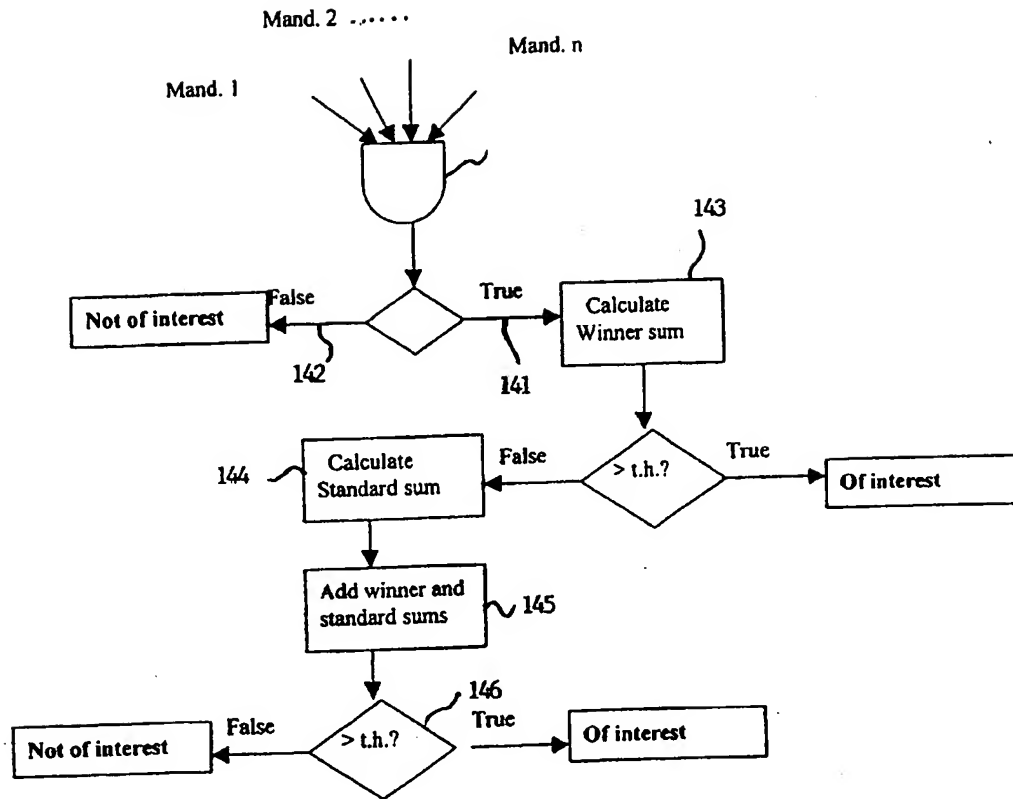 Mand. 2 ......
Mand. n
Mand. 1
143
False
True
Calculate
Winner sum
Not of interest
142
141
144
Calculate
Standard sum
False
> t.h.?
True
Of interest
Add winner and
standard sums
145
146
Not of interest
False
> t.h.?
True
Of interest